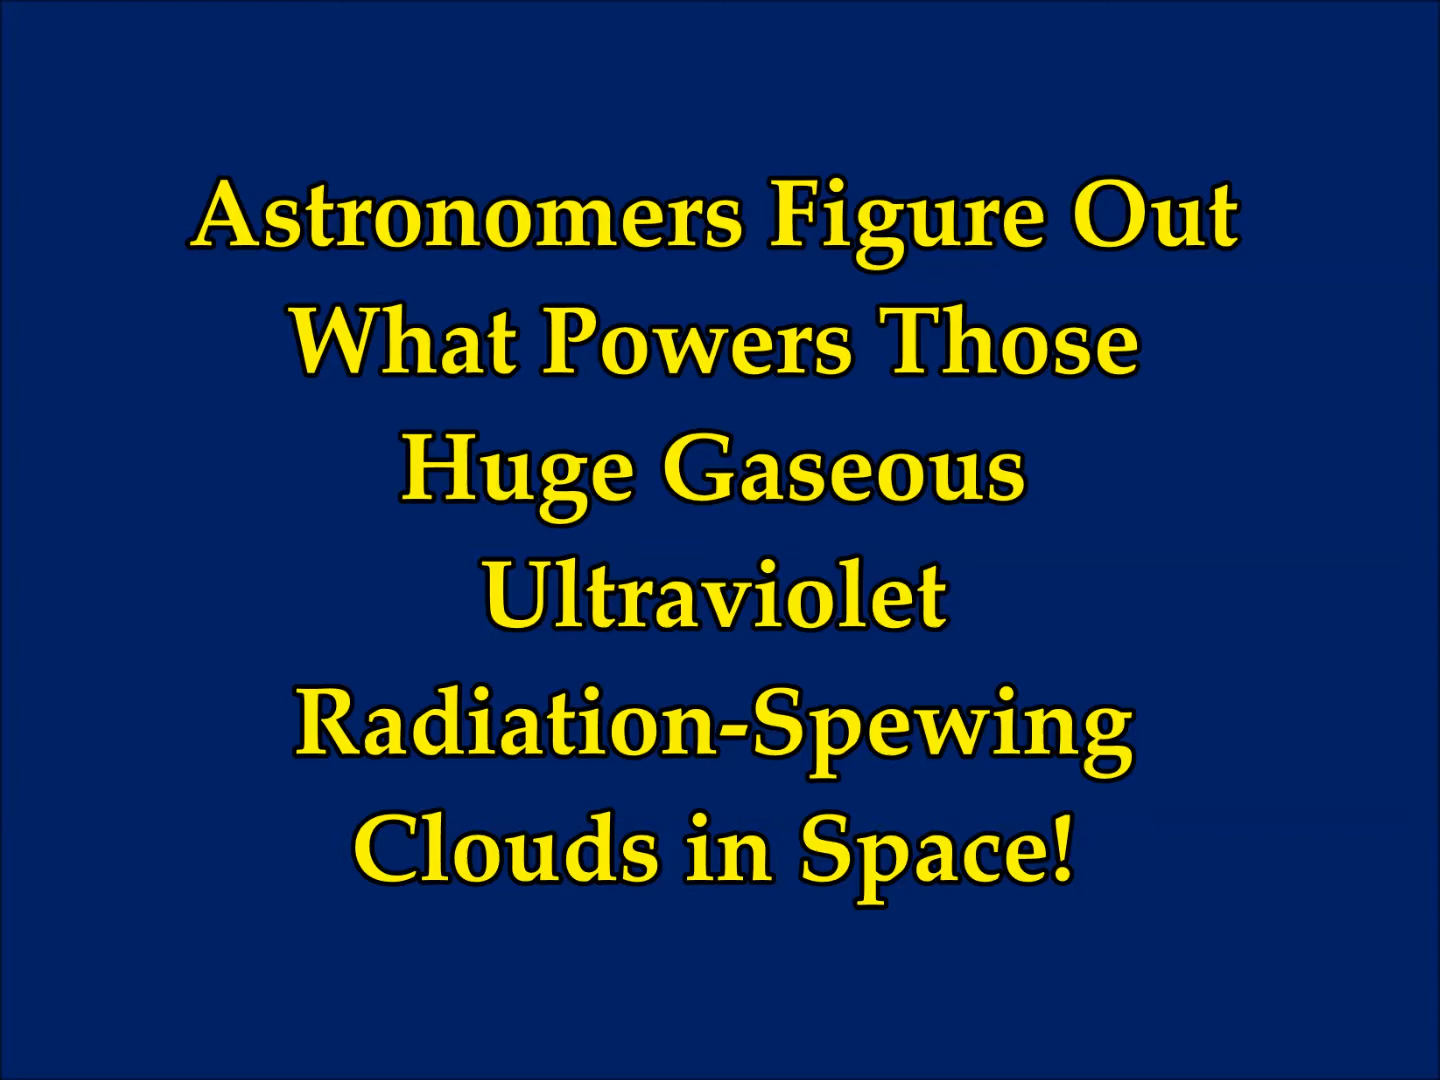 Astronomers Figure Out
What Powers Those
Huge Gaseous
Ultraviolet
Radiation-Spewing
Clouds in Space!